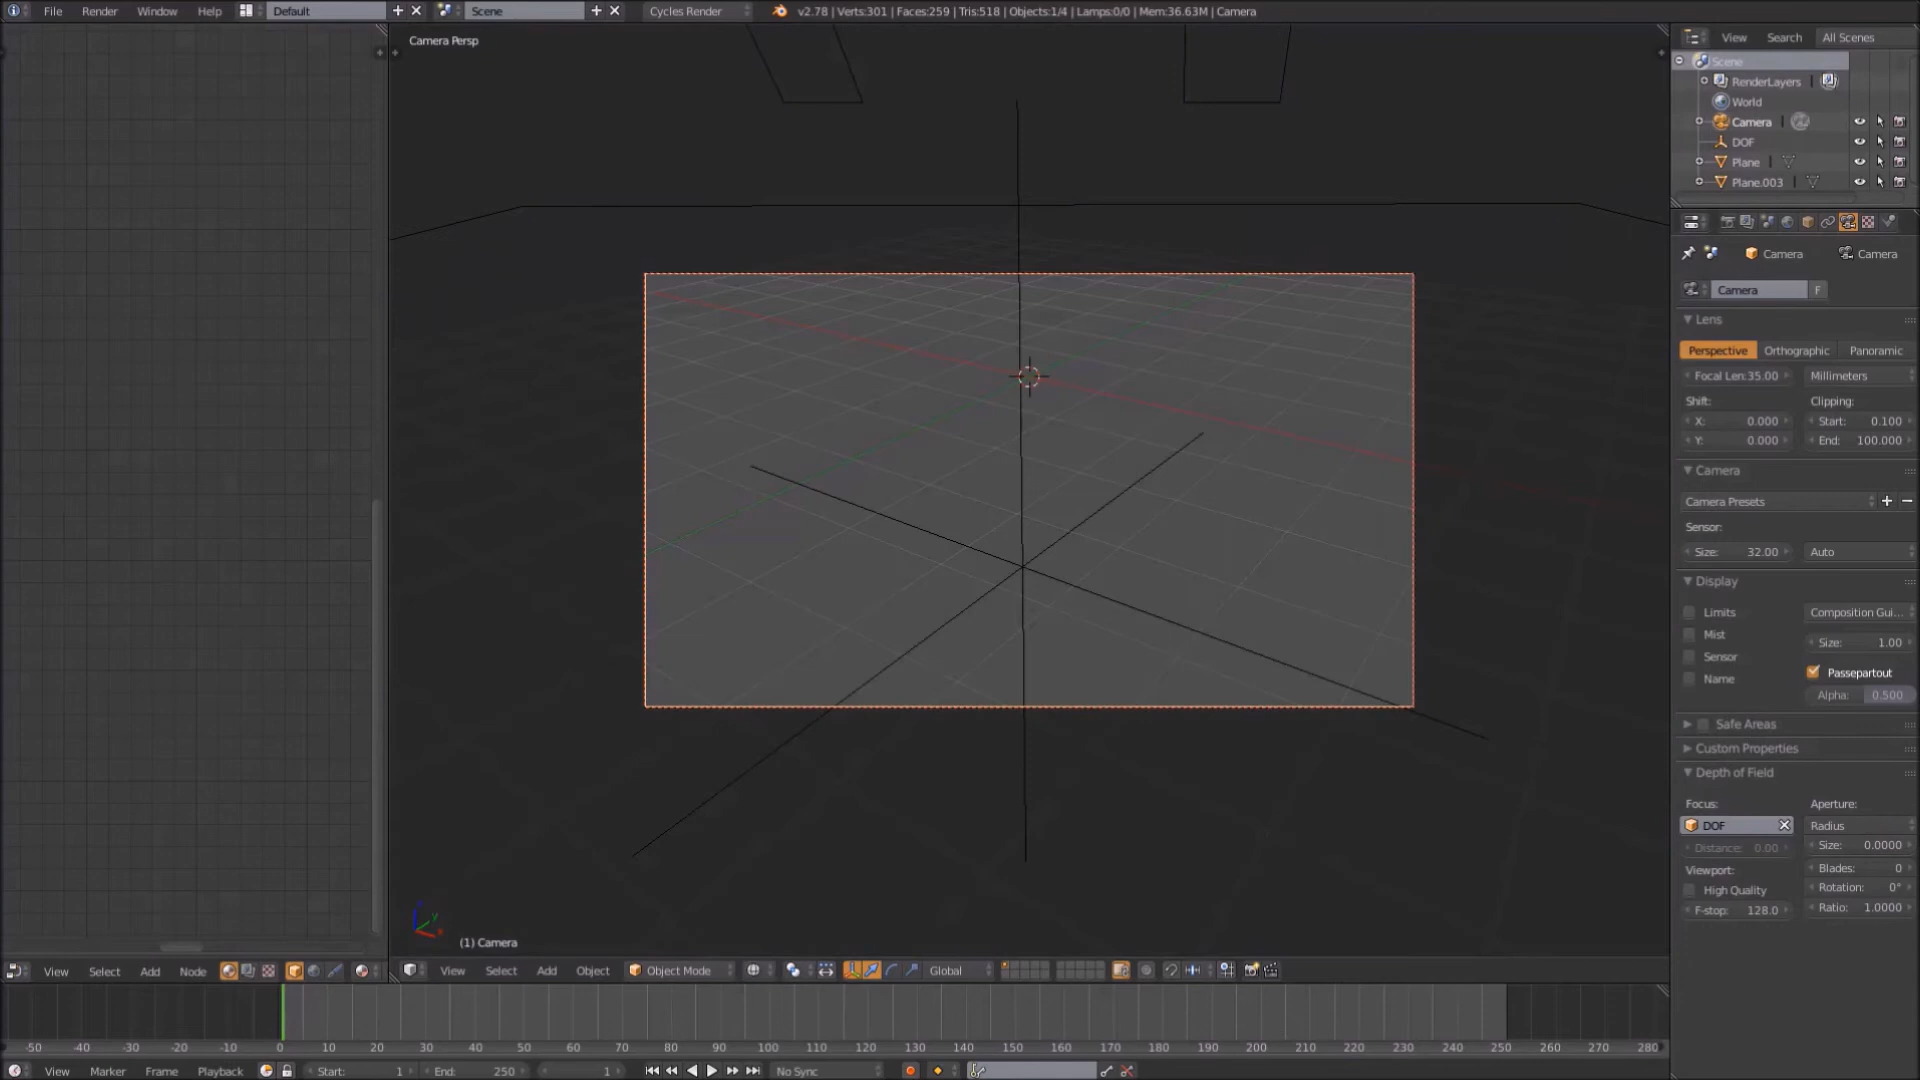 File Render Window Help Default Scene Cycles Render v2.78 | Verts:301 | Faces:259 | Tris:518 | Objects:1/4 | Lamps:0/0 | Mem:36.63M | Camera
Camera Persp
View Search All Scenes
Scene
RenderLayers
World
Camera
DOF
Plane
Plane.003
Camera Camera
Camera F
Lens
Perspective Orthographic Panoramic
Focal Len:35.00 Millimeters
Shift: Clipping:
X: 0.000 Start: 0.100
Y: 0.000 End: 100.000
Camera
Camera Presets
Sensor:
Size: 32.00 Auto
Display
Limits Composition Gui...
Mist Size: 1.00
Sensor Passepartout
Name Alpha: 0.500
Safe Areas
Custom Properties
Depth of Field
Focus: Aperture:
DOF Radius
Distance: 0.00 Size: 0.0000
Viewport: Blades: 0
High Quality Rotation: 0°
F-stop: 128.0 Ratio: 1.0000
(1) Camera
View Select Add Node View Select Add Object Object Mode Global
-50 -40 -30 -20 -10 0 10 20 30 40 50 60 70 80 90 100 110 120 130 140 150 160 170 180 190 200 210 220 230 240 250 260 270 280
View Marker Frame Playback Start: 1 End: 250 1 No Sync